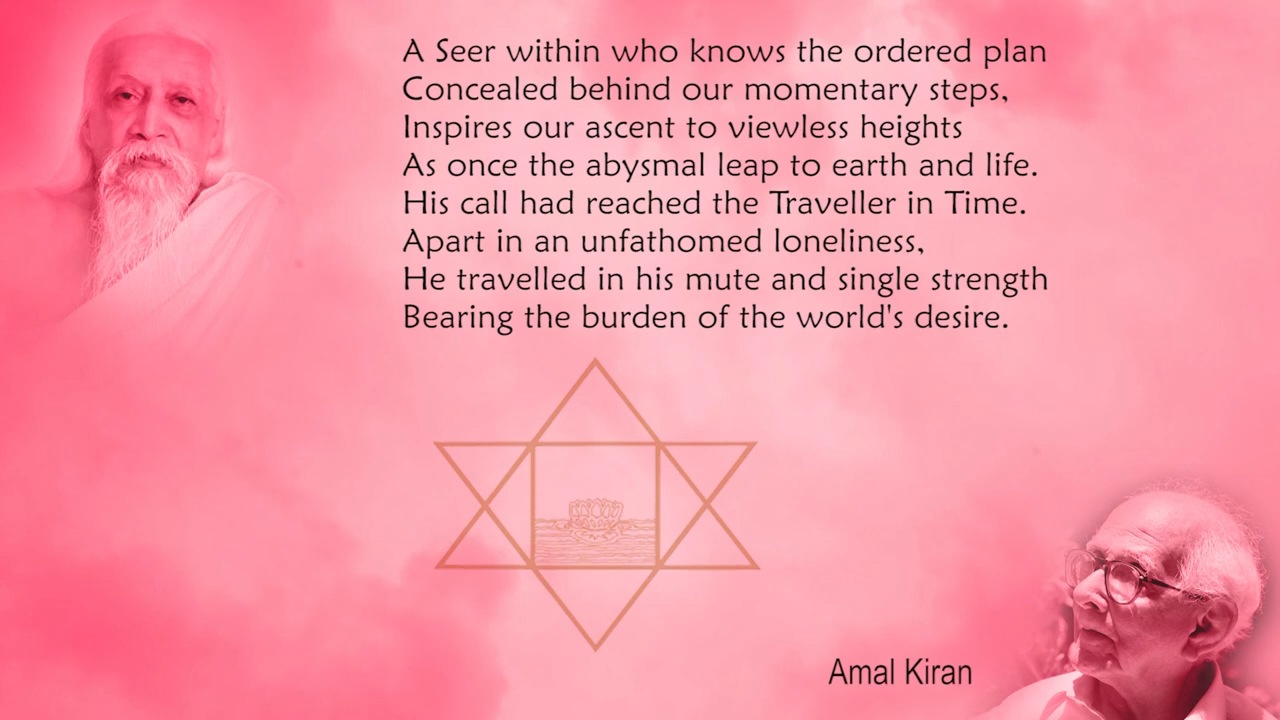 A Seer within who knows the ordered plan
Concealed behind our momentary steps,
Inspires our ascent to viewless heights
As once the abysmal leap to earth and life.
His call had reached the Traveller in Time.
Apart in an unfathomed loneliness,
He travelled in his mute and single strength
Bearing the burden of the world's desire.
Amal Kiran